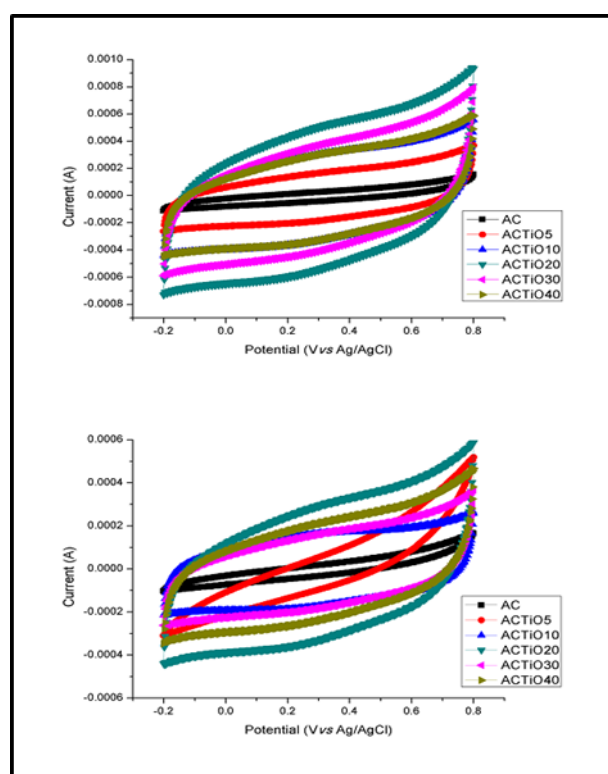 0.0010
0.0008
0.0006
0.0004
0.0002
0.0000
-0.0002
-0.0004
-0.0006
-0.0008
Current (A)
AC
ACTiO5
ACTiO10
ACTiO20
ACTiO30
ACTiO40
-0.2 0.0 0.2 0.4 0.6 0.8
Potential (Vvs Ag/AgCl)
0.0006
0.0004
0.0002
0.0000
-0.0002
-0.0004
-0.0006
Current (A)
AC
ACTiO5
ACTiO10
ACTiO20
ACTiO30
ACTiO40
-0.2 0.0 0.2 0.4 0.6 0.8
Potential (Vvs Ag/AgCl)